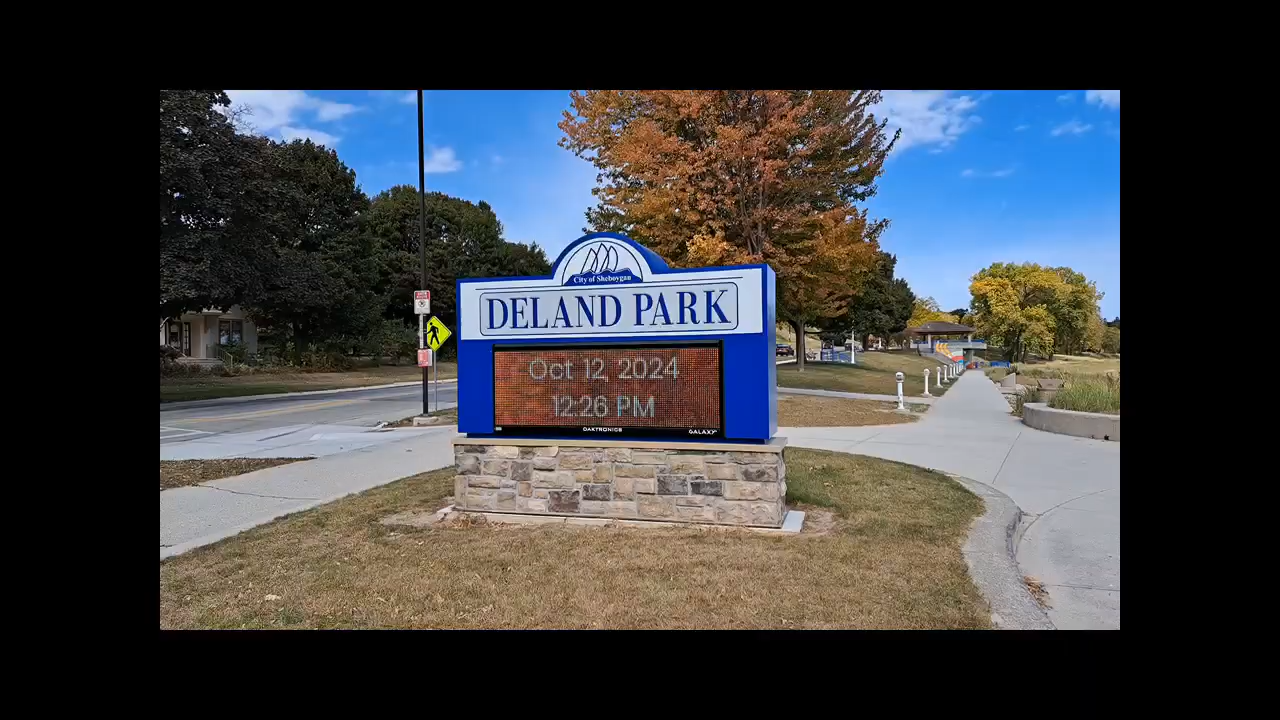 City of Sheboygan
DELAND PARK
Oct 12, 2024
12:26 PM
DAKTRONICS
GALAXY